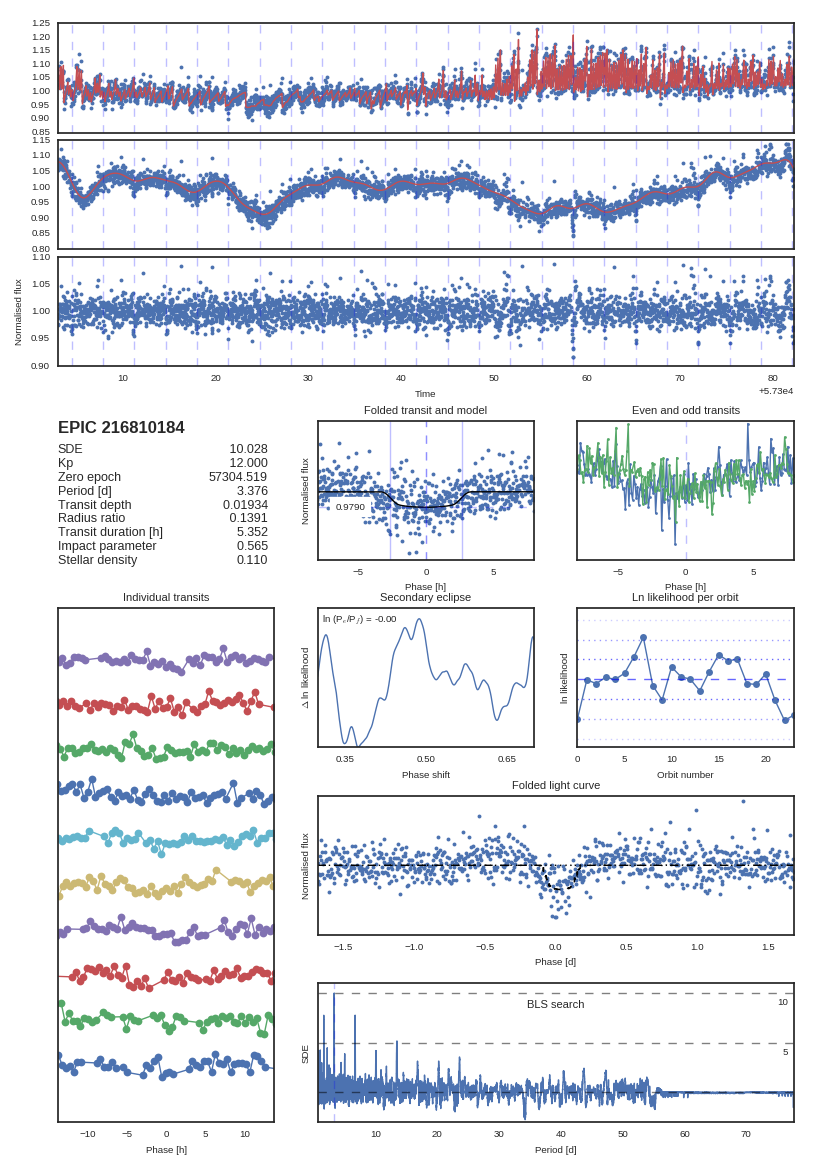 1.25
1.20
1.15
1.10
1.05
1.00
0.95
0.90
0.85
1.15
1.10
1.05
1.00
0.95
0.90
0.85
0.80
1.10
1.05
1.00
0.95
0.90
Normalised flux
10 20 30 40 50 60 70 80
Time
+5.73e4
EPIC 216810184
SDE 10.028
Kp 12.000
Zero epoch 57304.519
Period [d] 3.376
Transit depth 0.01934
Radius ratio 0.1391
Transit duration [h] 5.352
Impact parameter 0.565
Stellar density 0.110
Folded transit and model
Normalised flux
0.9790
−5 0 5
Phase [h]
Even and odd transits
−5 0 5
Phase [h]
Individual transits
−10 −5 0 5 10
Phase [h]
Secondary eclipse
Δ ln likelihood
ln (Pₑ/P𝑓) = -0.00
0.35 0.50 0.65
Phase shift
Ln likelihood per orbit
ln likelihood
0 5 10 15 20
Orbit number
Folded light curve
Normalised flux
−1.5 −1.0 −0.5 0.0 0.5 1.0 1.5
Phase [d]
BLS search
SDE
10
5
10 20 30 40 50 60 70
Period [d]